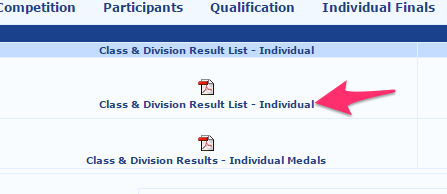 Competition Participants Qualification Individual Finals
Class & Division Result List - Individual
Class & Division Result List - Individual
Class & Division Results - Individual Medals